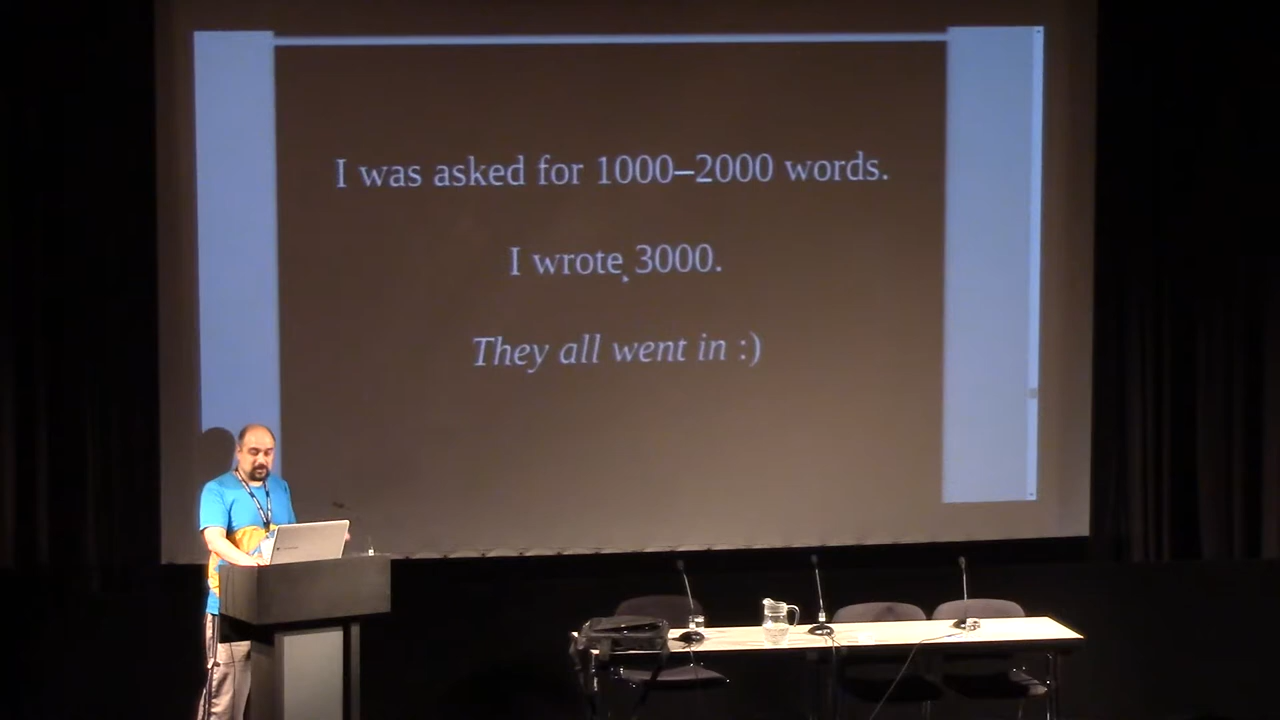 I was asked for 1000–2000 words.
I wrote 3000.
They all went in :)